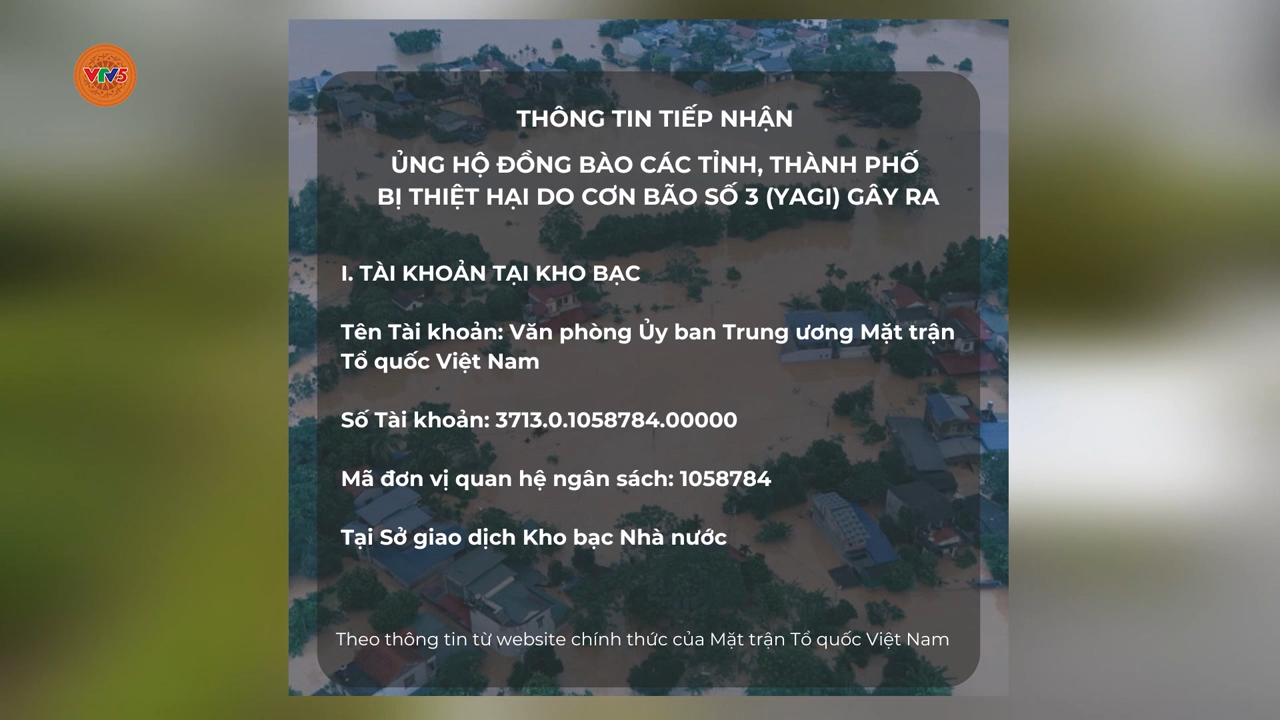 VTV5
THÔNG TIN TIẾP NHẬN
ỦNG HỘ ĐỒNG BÀO CÁC TỈNH, THÀNH PHỐ
BỊ THIỆT HẠI DO CƠN BÃO SỐ 3 (YAGI) GÂY RA
I. TÀI KHOẢN TẠI KHO BẠC
Tên Tài khoản: Văn phòng Ủy ban Trung ương Mặt trận
Tổ quốc Việt Nam
Số Tài khoản: 3713.0.1058784.00000
Mã đơn vị quan hệ ngân sách: 1058784
Tại Sở giao dịch Kho bạc Nhà nước
Theo thông tin từ website chính thức của Mặt trận Tổ quốc Việt Nam